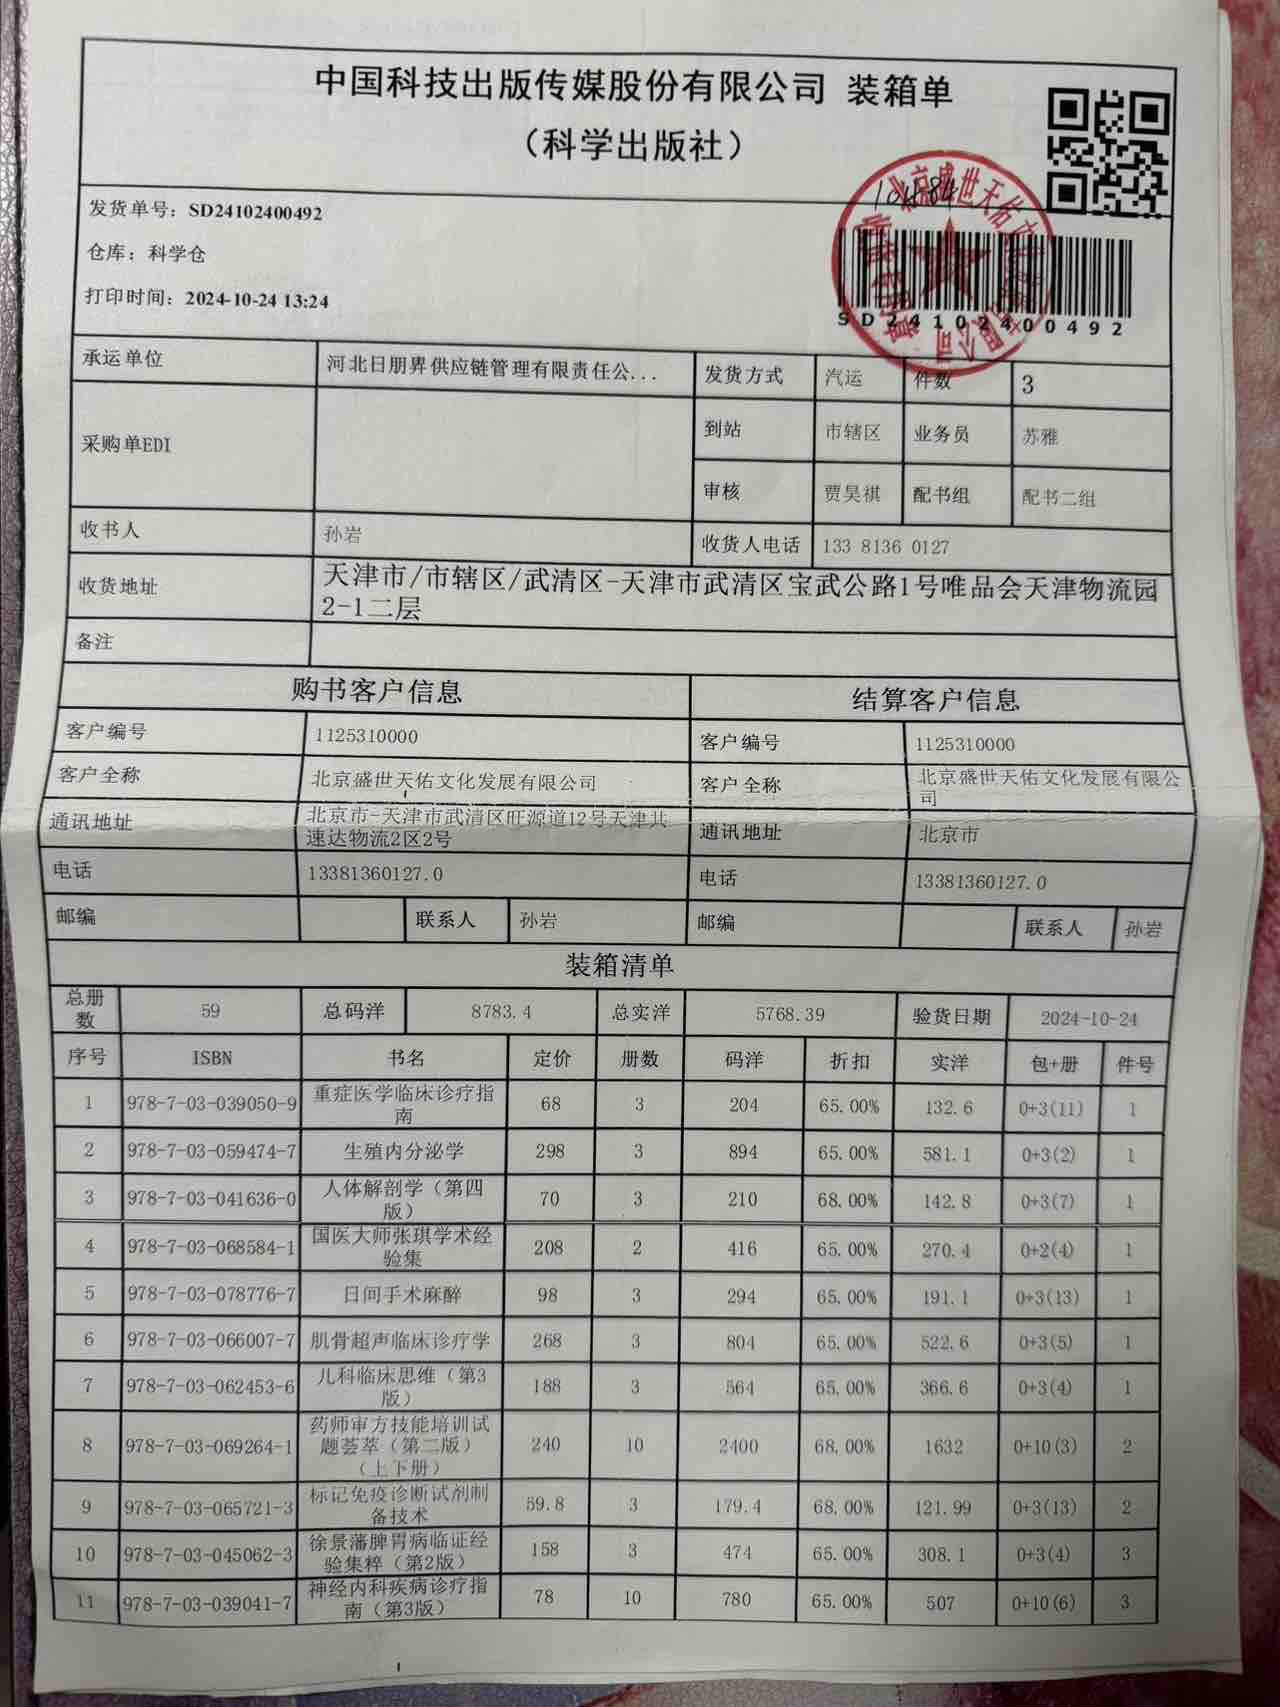 中国科技出版传媒股份有限公司 装箱单
（科学出版社）
发货单号：SD24102400492
仓库：科学仓
打印时间：2024-10-24 13:24
SD24102400492
承运单位 河北日朋昇供应链管理有限责任公... 发货方式 汽运 件数 3
采购单EDI 到站 市辖区 业务员 苏雅
审核 贾昊祺 配书组 配书二组
收书人 孙岩 收货人电话 133 8136 0127
收货地址 天津市/市辖区/武清区-天津市武清区宝武公路1号唯品会天津物流园
2-1二层
备注
购书客户信息 结算客户信息
客户编号 1125310000 客户编号 1125310000
客户全称 北京盛世天佑文化发展有限公司 客户全称 北京盛世天佑文化发展有限公
司
通讯地址 北京市-天津市武清区旺源道12号天津共
速达物流2区2号 通讯地址 北京市
电话 13381360127.0 电话 13381360127.0
邮编 联系人 孙岩 邮编 联系人 孙岩
装箱清单
总册
数 59 总码洋 8783.4 总实洋 5768.39 验货日期 2024-10-24
序号 ISBN 书名 定价 册数 码洋 折扣 实洋 包+册 件号
1 978-7-03-039050-9 重症医学临床诊疗指
南 68 3 204 65.00% 132.6 0+3(11) 1
2 978-7-03-059474-7 生殖内分泌学 298 3 894 65.00% 581.1 0+3(2) 1
3 978-7-03-041636-0 人体解剖学（第四
版） 70 3 210 68.00% 142.8 0+3(7) 1
4 978-7-03-068584-1 国医大师张琪学术经
验集 208 2 416 65.00% 270.4 0+2(4) 1
5 978-7-03-078776-7 日间手术麻醉 98 3 294 65.00% 191.1 0+3(13) 1
6 978-7-03-066007-7 肌骨超声临床诊疗学 268 3 804 65.00% 522.6 0+3(5) 1
7 978-7-03-062453-6 儿科临床思维（第3
版） 188 3 564 65.00% 366.6 0+3(4) 1
8 978-7-03-069264-1 药师审方技能培训试
题荟萃（第二版）
（上下册） 240 10 2400 68.00% 1632 0+10(3) 2
9 978-7-03-065721-3 标记免疫诊断试剂制
备技术 59.8 3 179.4 68.00% 121.99 0+3(13) 2
10 978-7-03-045062-3 徐景藩脾胃病临证经
验集粹（第2版） 158 3 474 65.00% 308.1 0+3(4) 3
11 978-7-03-039041-7 神经内科疾病诊疗指
南（第3版） 78 10 780 65.00% 507 0+10(6) 3